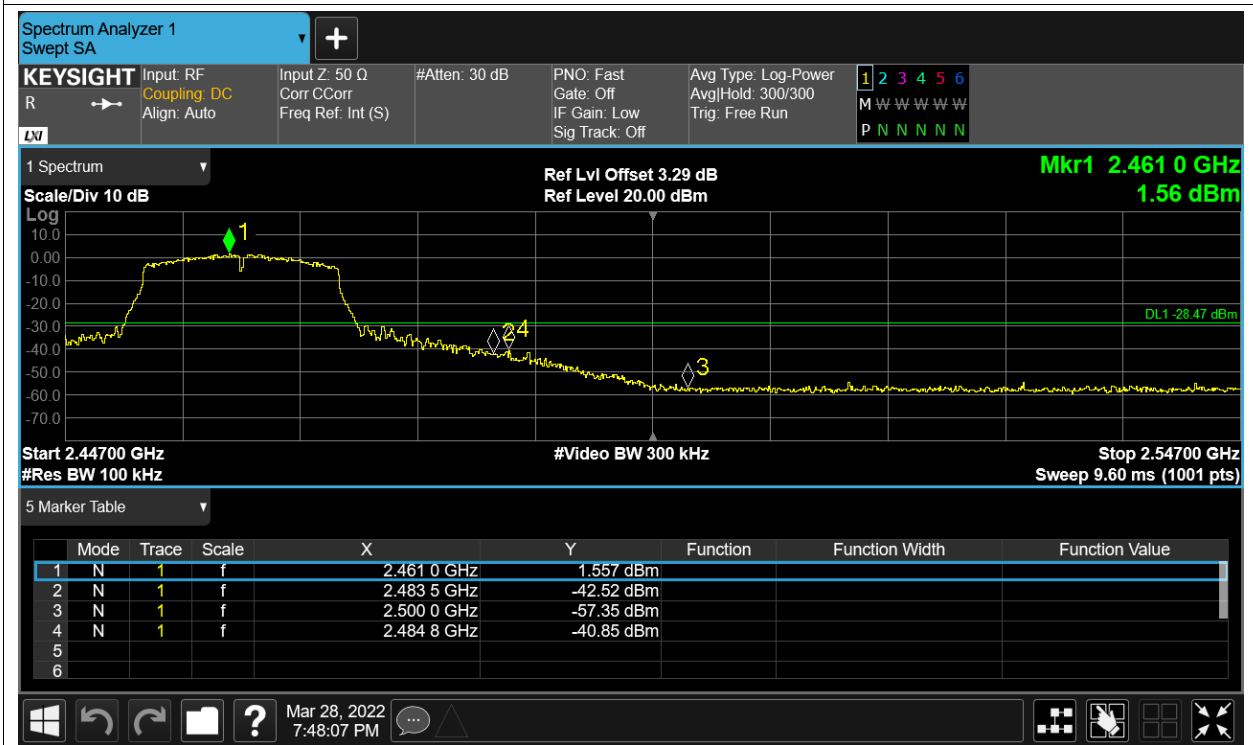 Spectrum Analyzer 1
Swept SA
KEYSIGHT Input: RF Input Z: 50 Ω #Atten: 30 dB PNO: Fast Avg Type: Log-Power 1 2 3 4 5 6
R Coupling: DC Corr CCorr Gate: Off Avg|Hold: 300/300 M W W W W W
Align: Auto Freq Ref: Int (S) IF Gain: Low Trig: Free Run
LXI Sig Track: Off P N N N N N
1 Spectrum Ref Lvl Offset 3.29 dB Mkr1 2.461 0 GHz
Scale/Div 10 dB Ref Level 20.00 dBm 1.56 dBm
Log
10.0
1
0.00
-10.0
-20.0
DL1 -28.47 dBm
-30.0
2 4
-40.0
-50.0
3
-60.0
-70.0
Start 2.44700 GHz #Video BW 300 kHz Stop 2.54700 GHz
#Res BW 100 kHz Sweep 9.60 ms (1001 pts)
5 Marker Table
Mode Trace Scale X Y Function Function Width Function Value
1 N 1 f 2.461 0 GHz 1.557 dBm
2 N 1 f 2.483 5 GHz -42.52 dBm
3 N 1 f 2.500 0 GHz -57.35 dBm
4 N 1 f 2.484 8 GHz -40.85 dBm
5
6
? Mar 28, 2022
7:48:07 PM